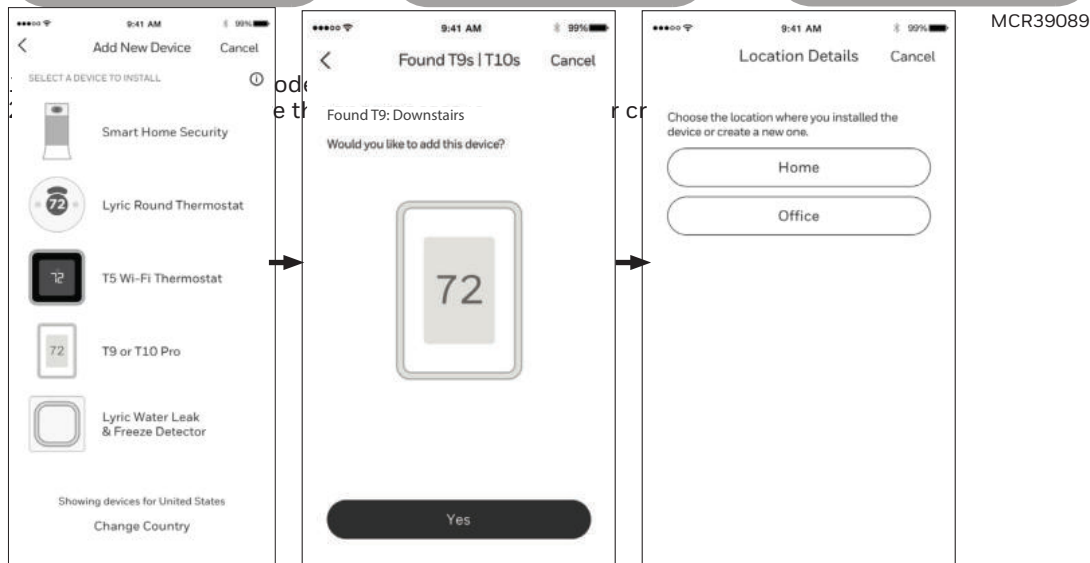 MCR39089
9:41 AM
99%
Add New Device
Cancel
SELECT A DEVICE TO INSTALL
Smart Home Security
72
Lyric Round Thermostat
72
T5 Wi-Fi Thermostat
72
T9 or T10 Pro
Lyric Water Leak
& Freeze Detector
Showing devices for United States
Change Country
9:41 AM
99%
Found T9s | T10s
Cancel
Found T9: Downstairs
Would you like to add this device?
72
Yes
9:41 AM
99%
Location Details
Cancel
Choose the location where you installed the
device or create a new one.
Home
Office